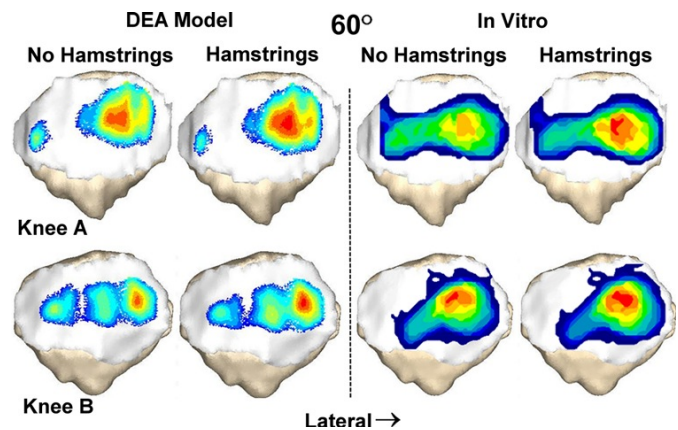 DEA Model 60° In Vitro
No Hamstrings Hamstrings No Hamstrings Hamstrings
Knee A
Knee B
Lateral →